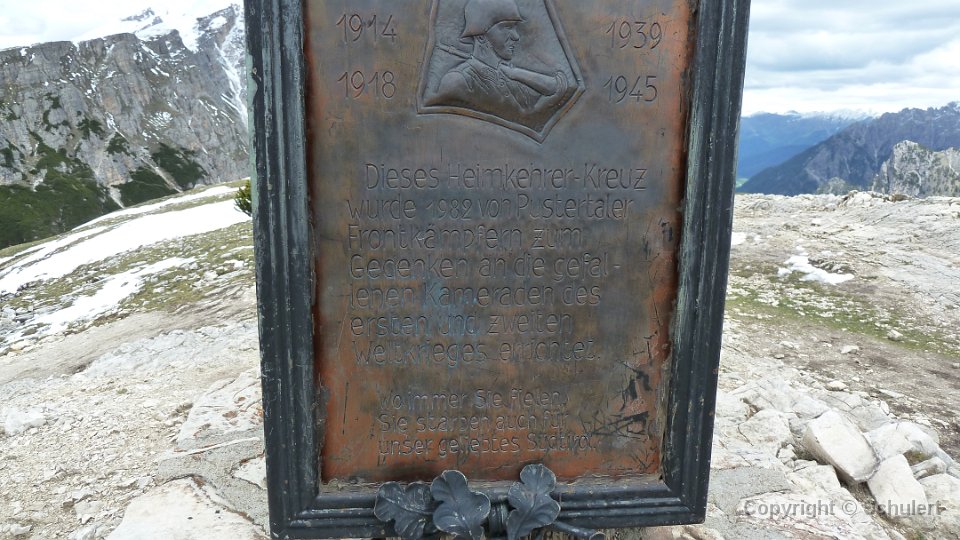 1914 1939
1918 1945
Dieses Heimkehrer-Kreuz
wurde 1982 von Pustertaler
Frontkämpfern zum
Gedenken an die gefal-
lenen Kameraden des
ersten und zweiten
Weltkrieges errichtet.
Wo immer Sie fielen,
Sie starben auch für
unser geliebtes Südtirol.
Copyright © Schulerf